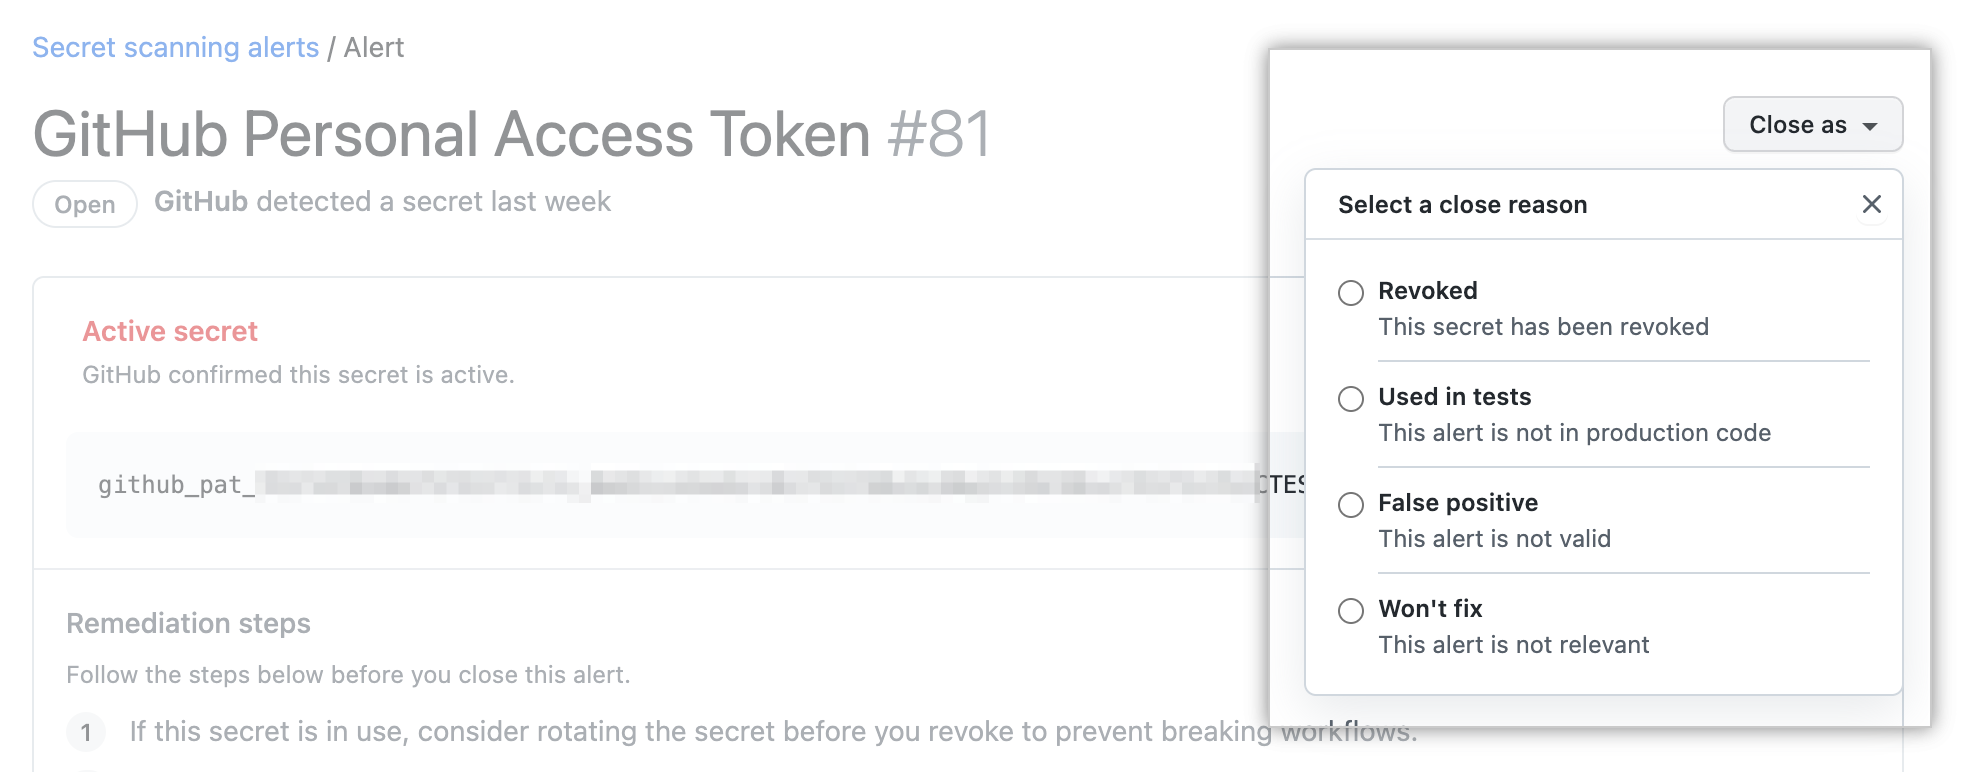 Secret scanning alerts / Alert
GitHub Personal Access Token #81
Open GitHub detected a secret last week
Active secret
GitHub confirmed this secret is active.
github_pat_
Remediation steps
Follow the steps below before you close this alert.
1 If this secret is in use, consider rotating the secret before you revoke to prevent breaking workflows.
Close as
Select a close reason
Revoked
This secret has been revoked
Used in tests
This alert is not in production code
False positive
This alert is not valid
Won't fix
This alert is not relevant